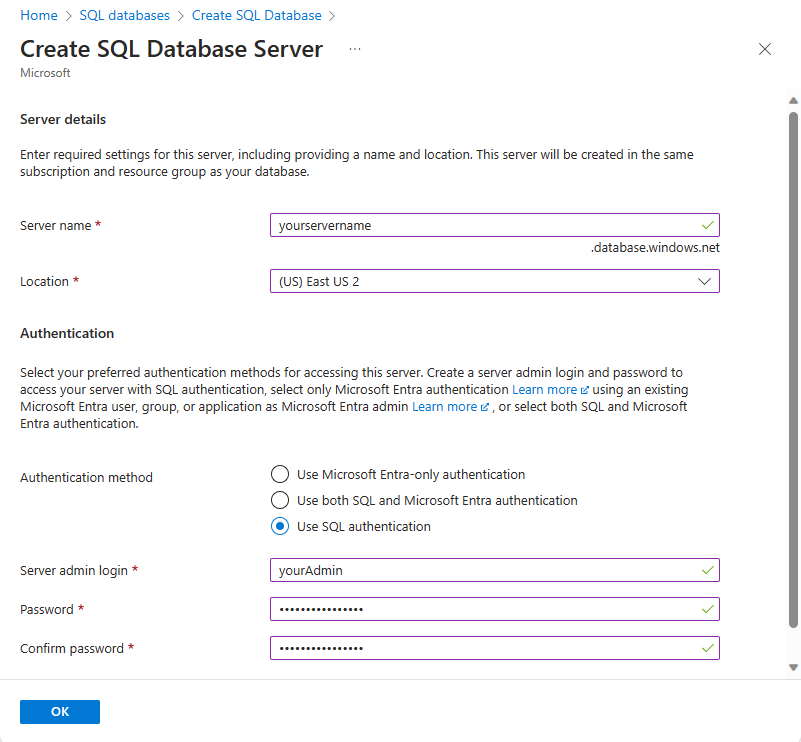 Home > SQL databases > Create SQL Database >
Create SQL Database Server ...
Microsoft
Server details
Enter required settings for this server, including providing a name and location. This server will be created in the same
subscription and resource group as your database.
Server name *
yourservername
.database.windows.net
Location *
(US) East US 2
Authentication
Select your preferred authentication methods for accessing this server. Create a server admin login and password to
access your server with SQL authentication, select only Microsoft Entra authentication Learn more using an existing
Microsoft Entra user, group, or application as Microsoft Entra admin Learn more , or select both SQL and Microsoft
Entra authentication.
Authentication method
Use Microsoft Entra-only authentication
Use both SQL and Microsoft Entra authentication
Use SQL authentication
Server admin login *
yourAdmin
Password *
••••••••••••••••
Confirm password *
••••••••••••••••
OK